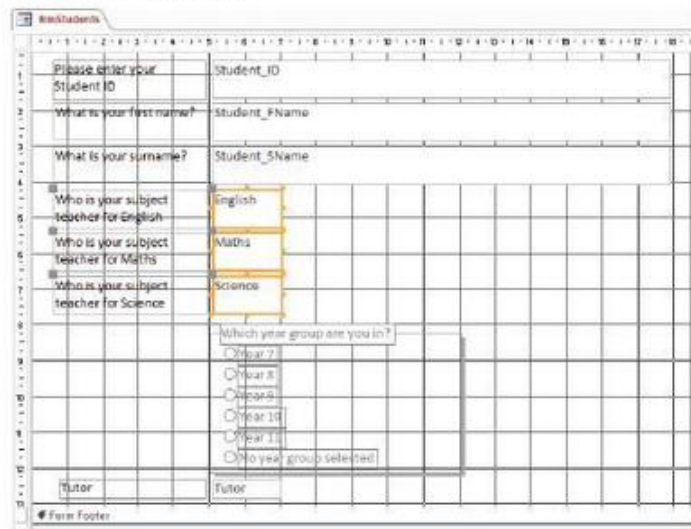 frmStudents
Please enter your
Student ID
Student_ID
What is your first name?
Student_FName
What is your surname?
Student_SName
Who is your subject
teacher for English
English
Who is your subject
teacher for Maths
Maths
Who is your subject
teacher for Science
Science
Which year group are you in?
Year 7
Year 8
Year 9
Year 10
Year 11
No year group selected
Tutor
Tutor
Form Footer